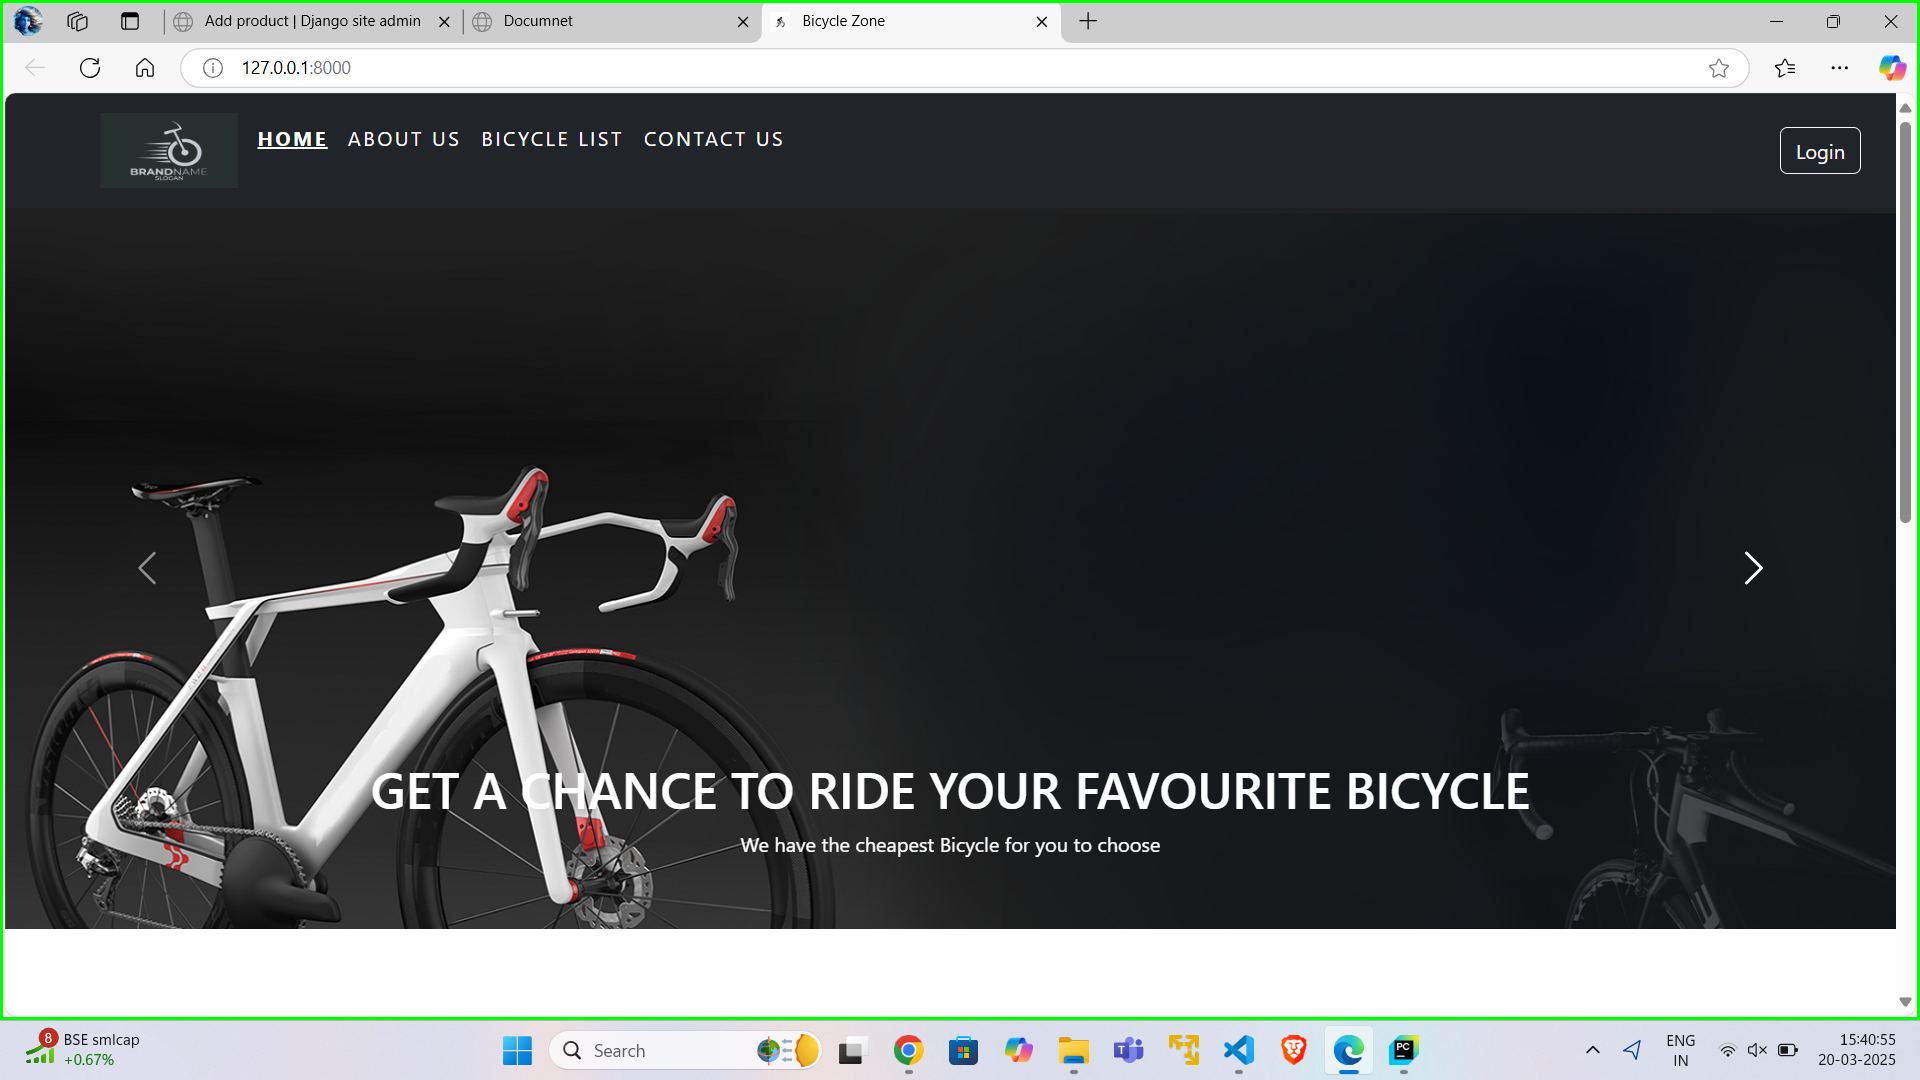 Add product | Django site admin
Documnet
Bicycle Zone
127.0.0.1:8000
BRANDNAME
SLOGAN
HOME
ABOUT US
BICYCLE LIST
CONTACT US
Login
GET A CHANCE TO RIDE YOUR FAVOURITE BICYCLE
We have the cheapest Bicycle for you to choose
8
BSE smlcap
+0.67%
Search
PC
ENG
IN
15:40:55
20-03-2025